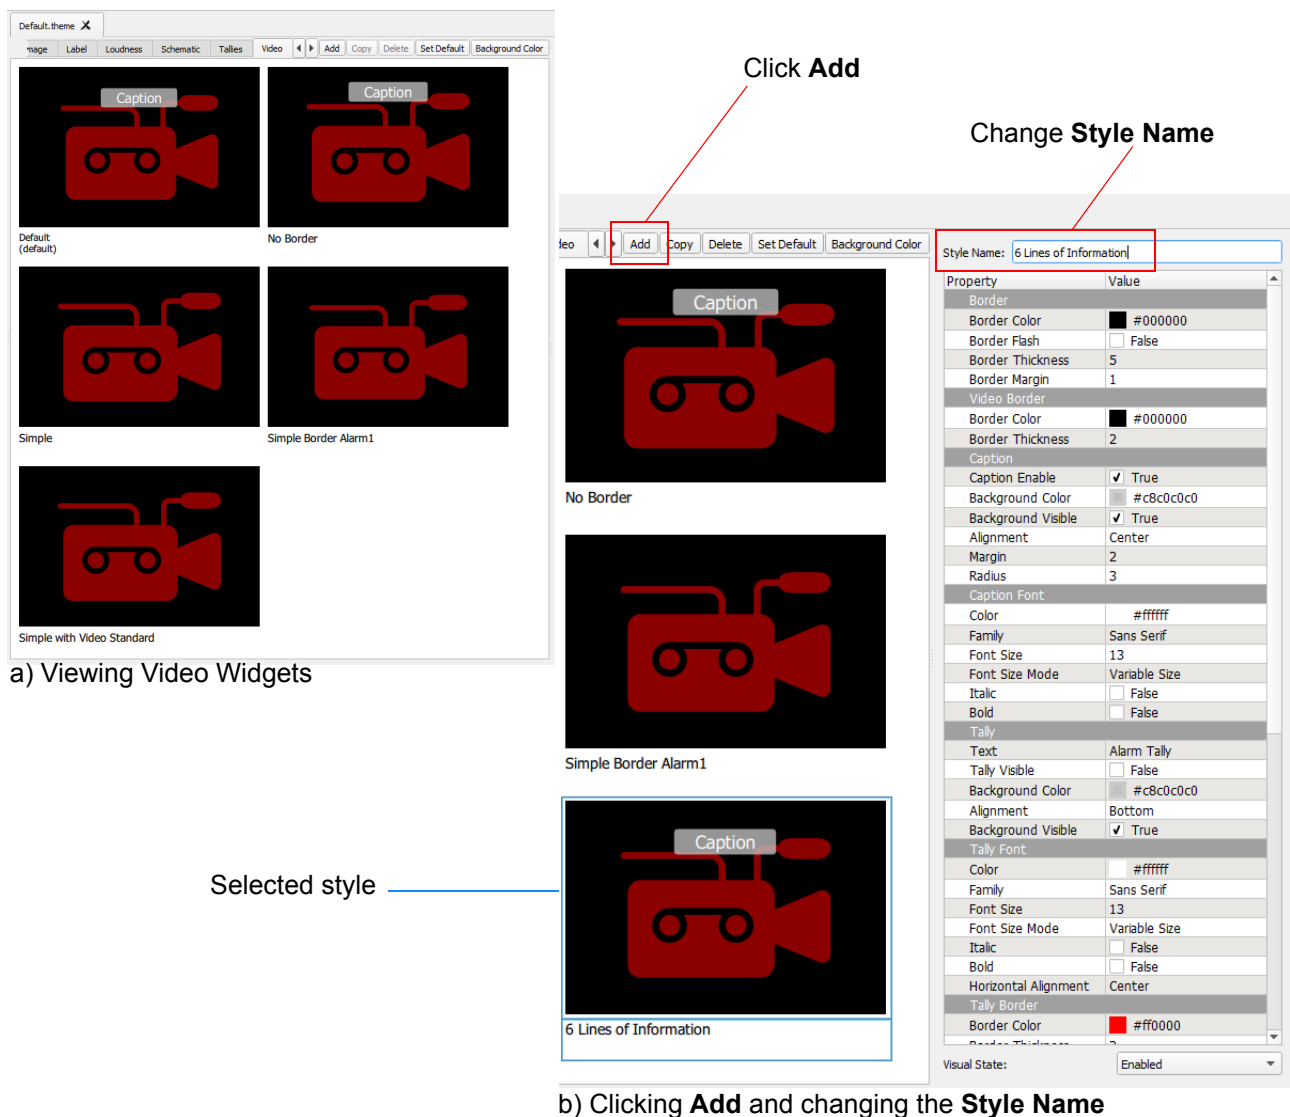 Default.theme X
mage Label Loudness Schematic Tallies Video Add Copy Delete Set Default Background Color
Caption
Caption
Default
(default)
No Border
Simple
Simple Border Alarm1
Simple with Video Standard
a) Viewing Video Widgets
Click Add
Change Style Name
deo Add Copy Delete Set Default Background Color
Caption
No Border
Simple Border Alarm1
Selected style
Caption
6 Lines of Information
Style Name: 6 Lines of Information
Property Value
Border
Border Color #000000
Border Flash False
Border Thickness 5
Border Margin 1
Video Border
Border Color #000000
Border Thickness 2
Caption
Caption Enable True
Background Color #c8c0c0c0
Background Visible True
Alignment Center
Margin 2
Radius 3
Caption Font
Color #ffffff
Family Sans Serif
Font Size 13
Font Size Mode Variable Size
Italic False
Bold False
Tally
Text Alarm Tally
Tally Visible False
Background Color #c8c0c0c0
Alignment Bottom
Background Visible True
Tally Font
Color #ffffff
Family Sans Serif
Font Size 13
Font Size Mode Variable Size
Italic False
Bold False
Horizontal Alignment Center
Tally Border
Border Color #ff0000
Border Thickness
Visual State: Enabled
b) Clicking Add and changing the Style Name